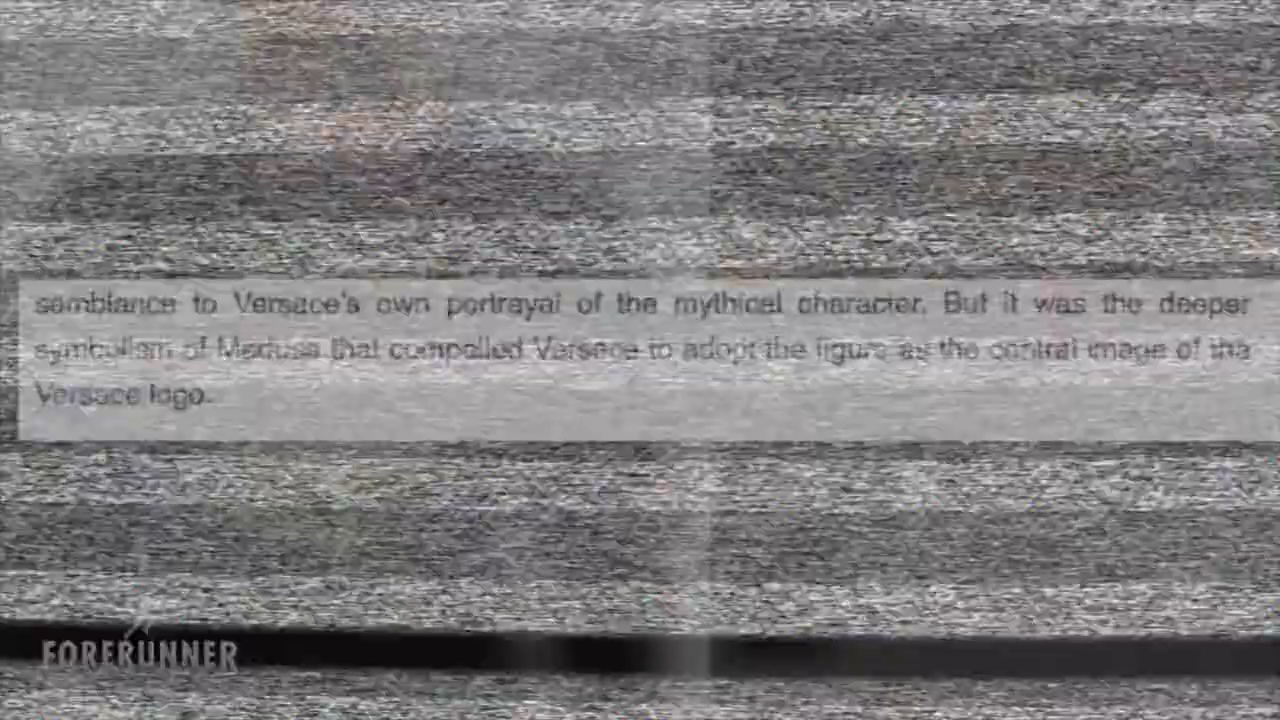 semblance to Versace's own portrayal of the mythical character. But it was the deeper
symbolism of Medusa that compelled Versace to adopt the figure as the central image of the
Versace logo.
FORERUNNER